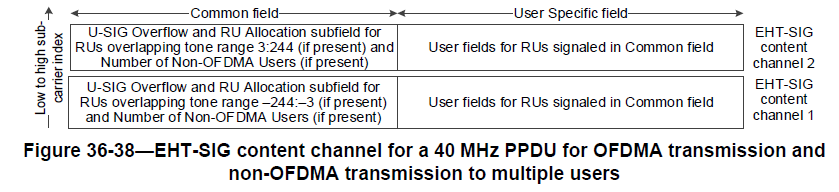 Common field
User Specific field
Low to high sub-
carrier index
U-SIG Overflow and RU Allocation subfield for
RUs overlapping tone range 3:244 (if present) and
Number of Non-OFDMA Users (if present)
User fields for RUs signaled in Common field
EHT-SIG
content
channel 2
U-SIG Overflow and RU Allocation subfield for
RUs overlapping tone range –244:–3 (if present)
and Number of Non-OFDMA Users (if present)
User fields for RUs signaled in Common field
EHT-SIG
content
channel 1
Figure 36-38—EHT-SIG content channel for a 40 MHz PPDU for OFDMA transmission and
non-OFDMA transmission to multiple users